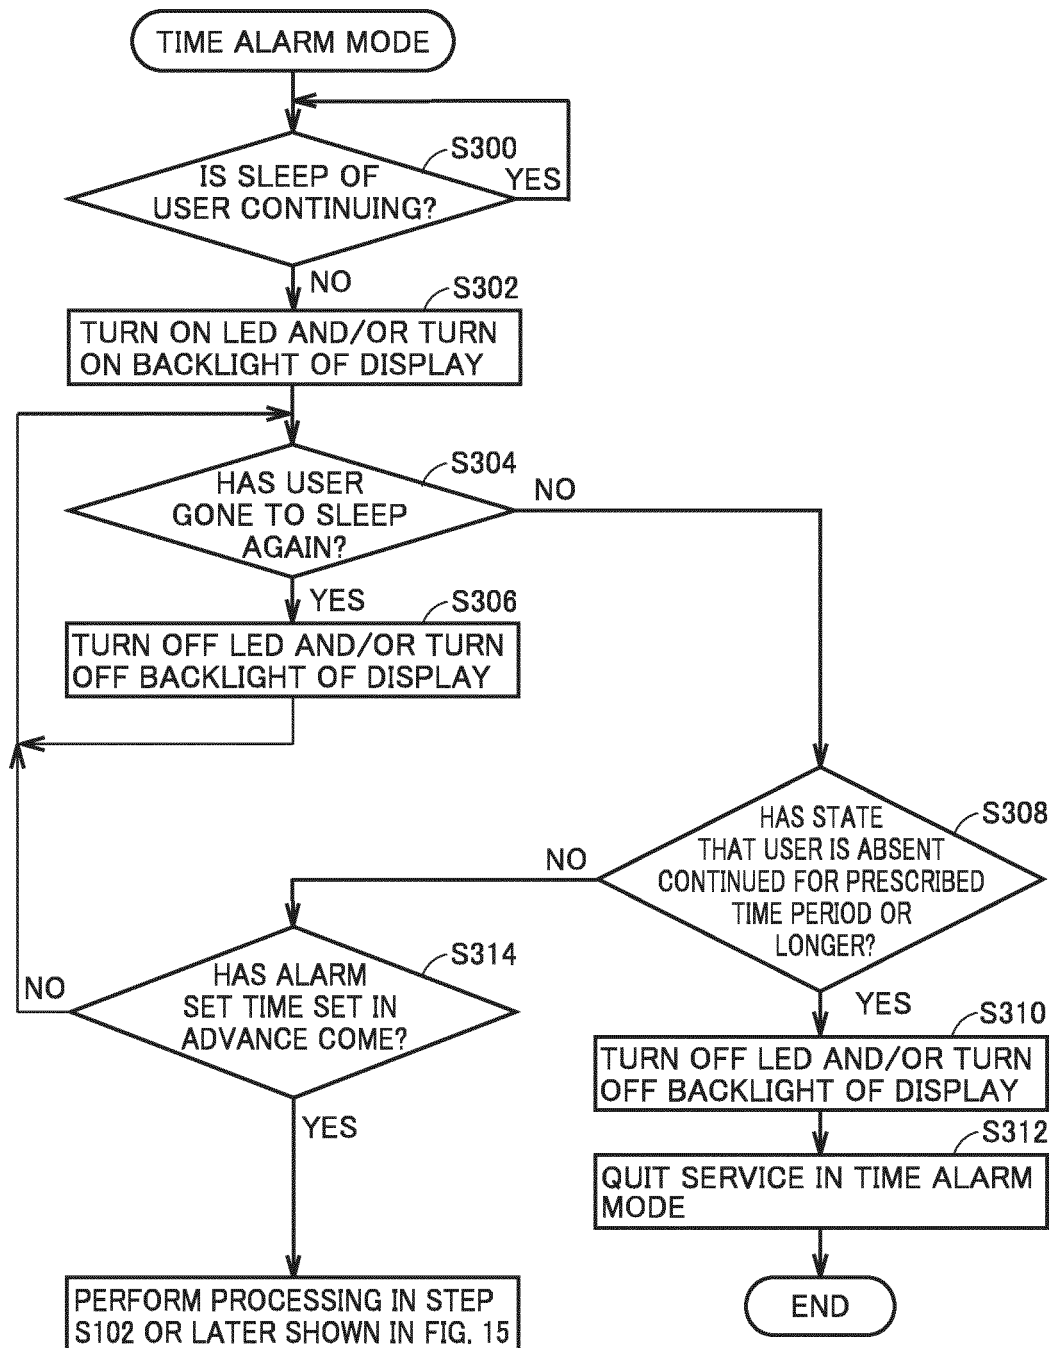 TIME ALARM MODE
S300
IS SLEEP OF
USER CONTINUING?
YES
NO
S302
TURN ON LED AND/OR TURN
ON BACKLIGHT OF DISPLAY
S304
HAS USER
GONE TO SLEEP
AGAIN?
NO
YES
S306
TURN OFF LED AND/OR TURN
OFF BACKLIGHT OF DISPLAY
S308
HAS STATE
THAT USER IS ABSENT
CONTINUED FOR PRESCRIBED
TIME PERIOD OR
LONGER?
NO
YES
S314
HAS ALARM
SET TIME SET IN
ADVANCE COME?
NO
YES
S310
TURN OFF LED AND/OR TURN
OFF BACKLIGHT OF DISPLAY
S312
QUIT SERVICE IN TIME ALARM
MODE
PERFORM PROCESSING IN STEP
S102 OR LATER SHOWN IN FIG. 15
END